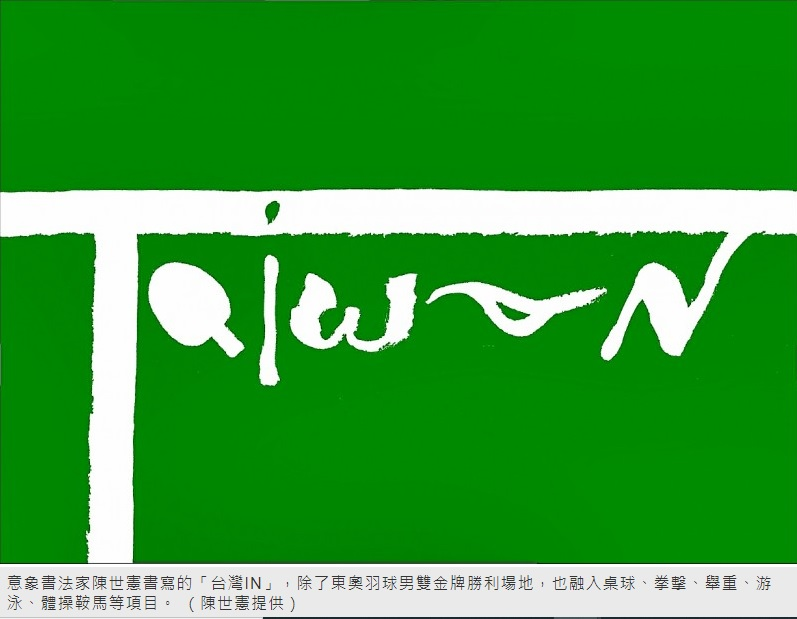 TaiwaN
意象書法家陳世憲書寫的「台灣IN」，除了東奧羽球男雙金牌勝利場地，也融入桌球、拳擊、舉重、游
泳、體操鞍馬等項目。（陳世憲提供）